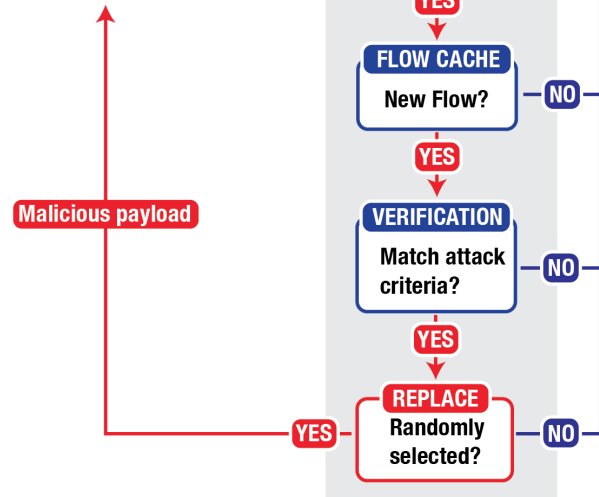 YES
FLOW CACHE
New Flow?
NO
YES
Malicious payload
VERIFICATION
Match attack
criteria?
NO
YES
REPLACE
Randomly
selected?
YES
NO